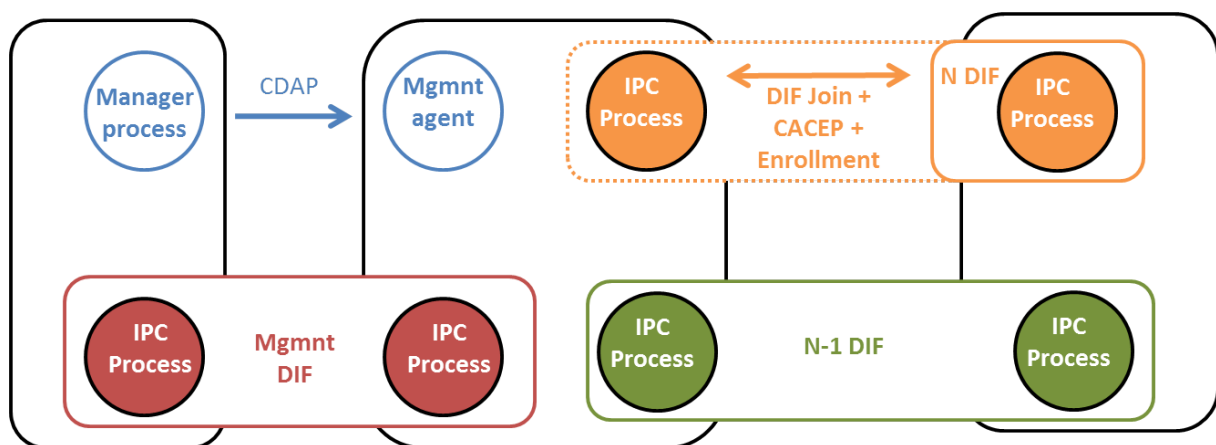 Manager
process
CDAP
Mgmnt
agent
IPC
Process
DIF Join +
CACEP +
Enrollment
N DIF
IPC
Process
IPC
Process
Mgmnt
DIF
IPC
Process
IPC
Process
N-1 DIF
IPC
Process